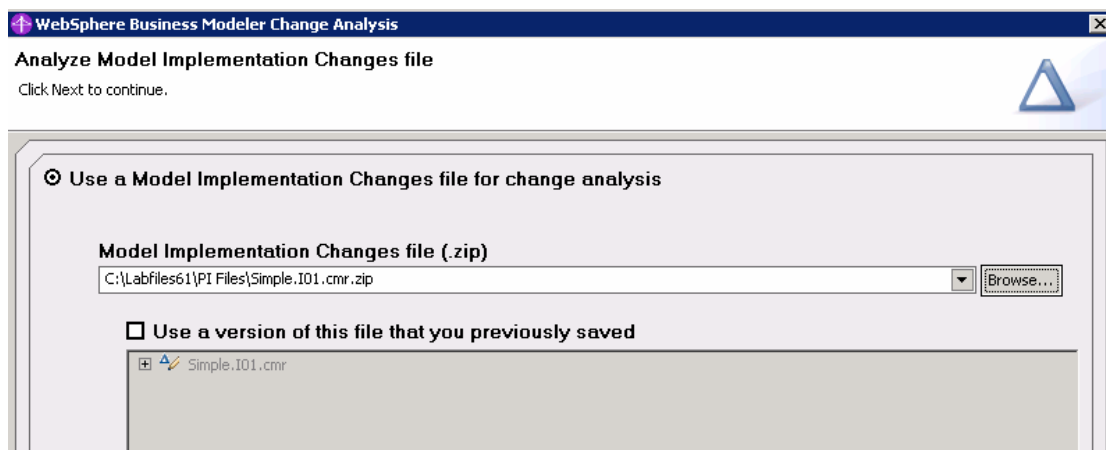 WebSphere Business Modeler Change Analysis
Analyze Model Implementation Changes file
Click Next to continue.
Use a Model Implementation Changes file for change analysis
Model Implementation Changes file (.zip)
C:\Labfiles61\PI Files\Simple.I01.cmr.zip
Browse...
Use a version of this file that you previously saved
Simple.I01.cmr